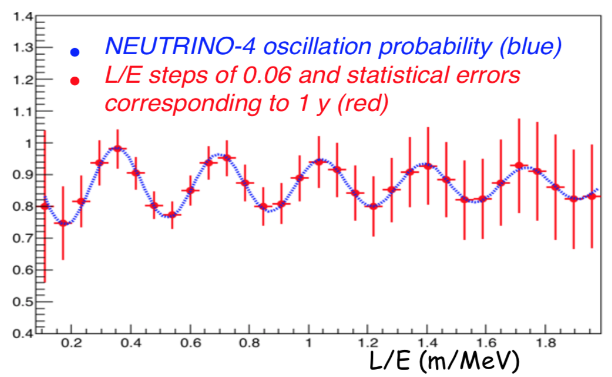 1.4
NEUTRINO-4 oscillation probability (blue)
1.3
L/E steps of 0.06 and statistical errors
1.2
corresponding to 1 y (red)
1.1
1
0.9
0.8
0.7
0.6
0.5
0.4
0.2 0.4 0.6 0.8 1 1.2 1.4 1.6 1.8
L/E (m/MeV)